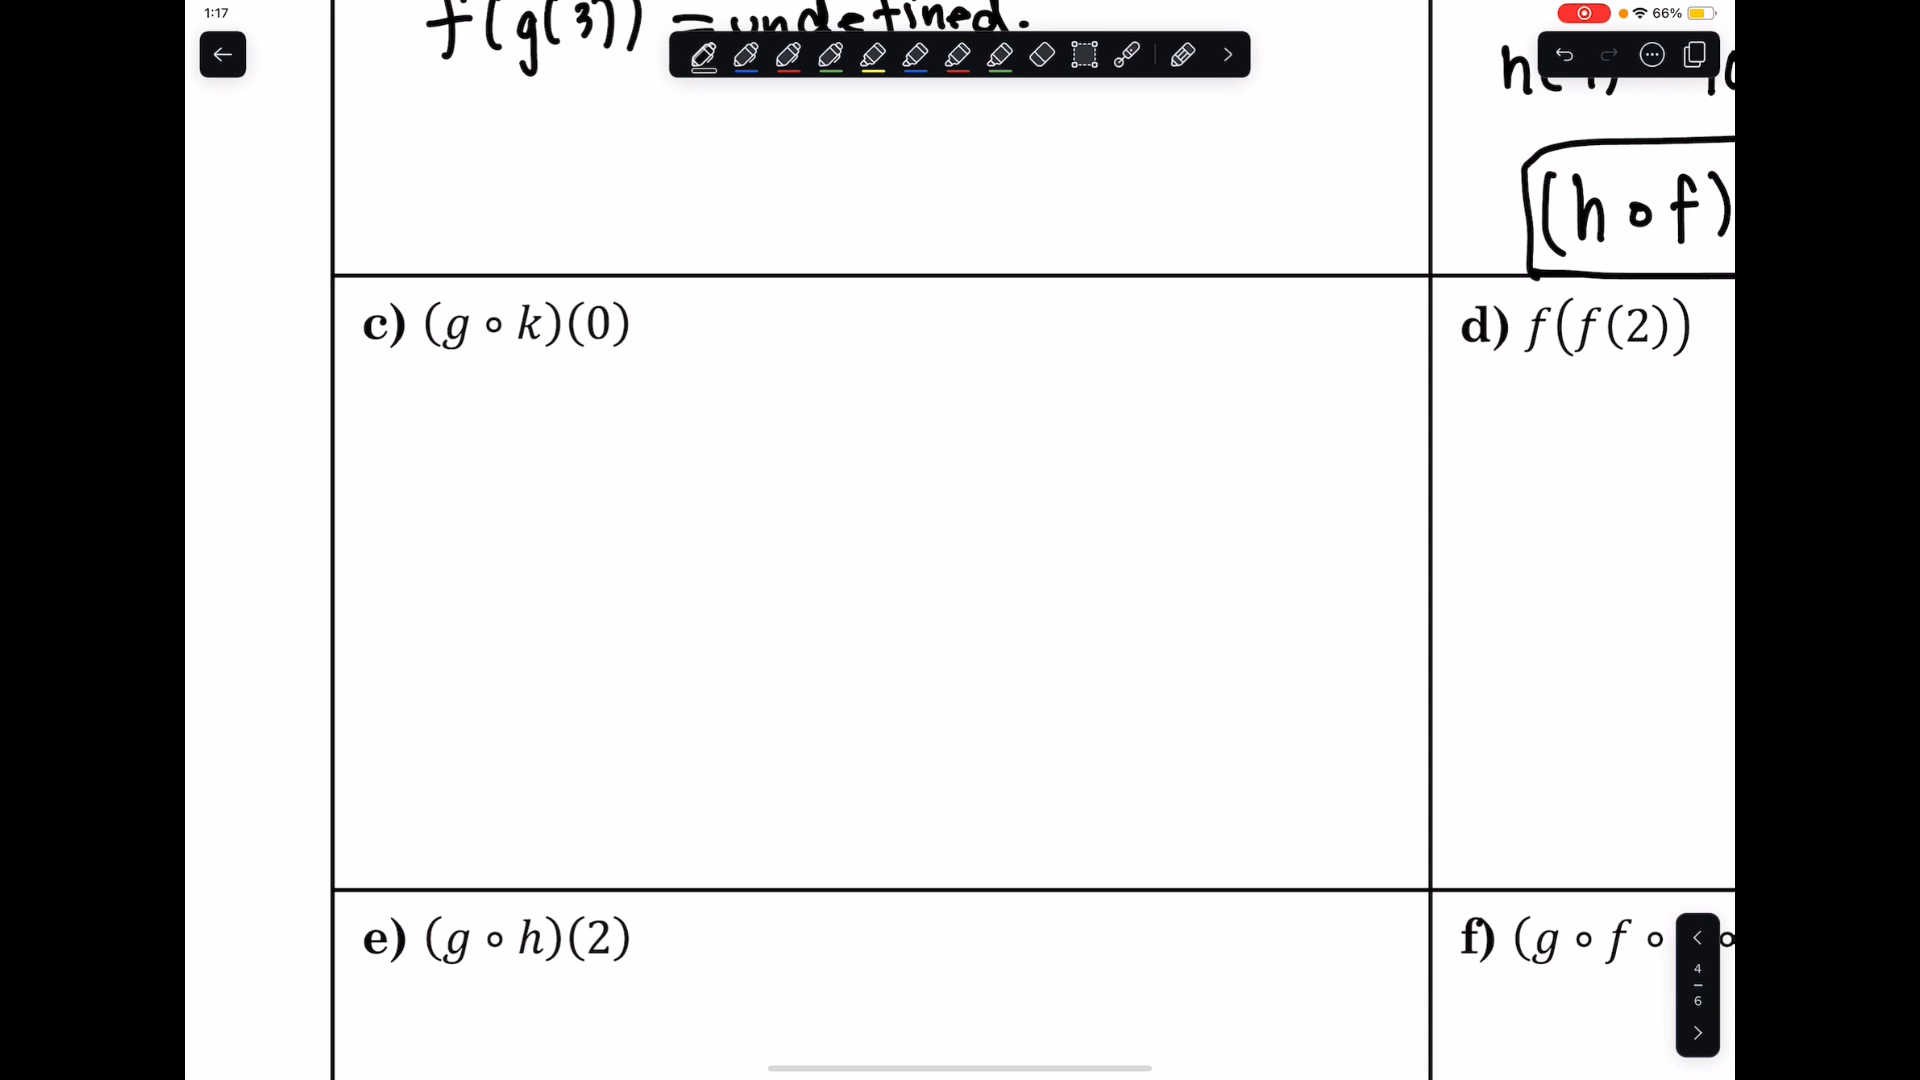 1:17
66%
f(g(3)) = undefined.
(h∘f)
c) (g ∘ k)(0)
d) f(f(2))
e) (g ∘ h)(2)
f) (g ∘ f ∘
4
6